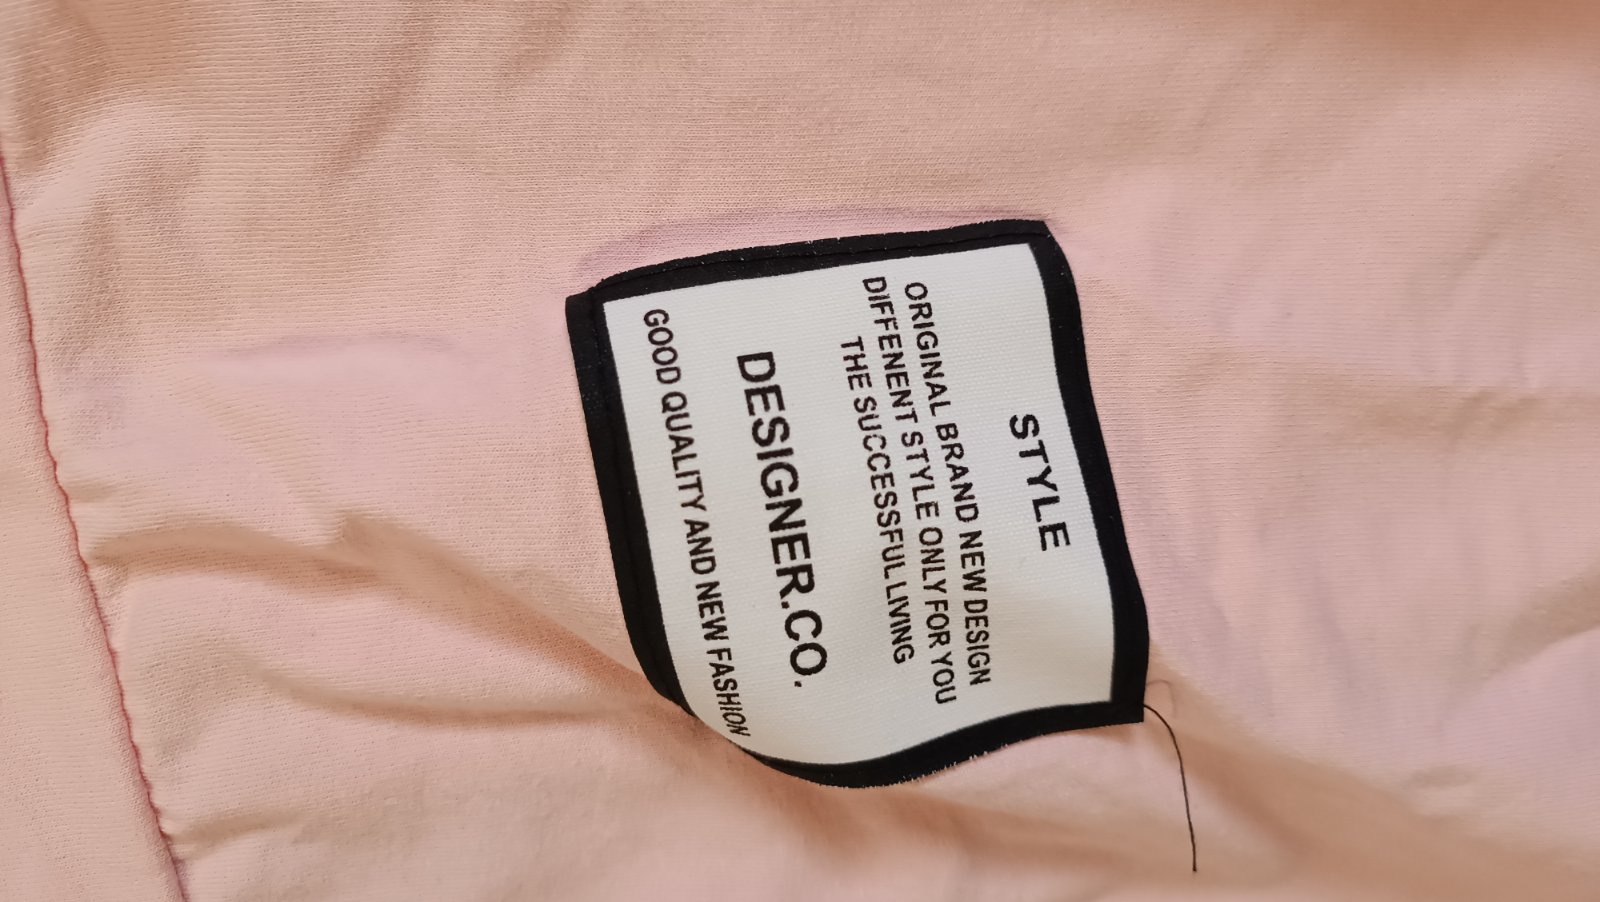 STYLE
ORIGINAL BRAND NEW DESIGN
DIFFENENT STYLE ONLY FOR YOU
THE SUCCESSFUL LIVING
DESIGNER.CO.
GOOD QUALITY AND NEW FASHION